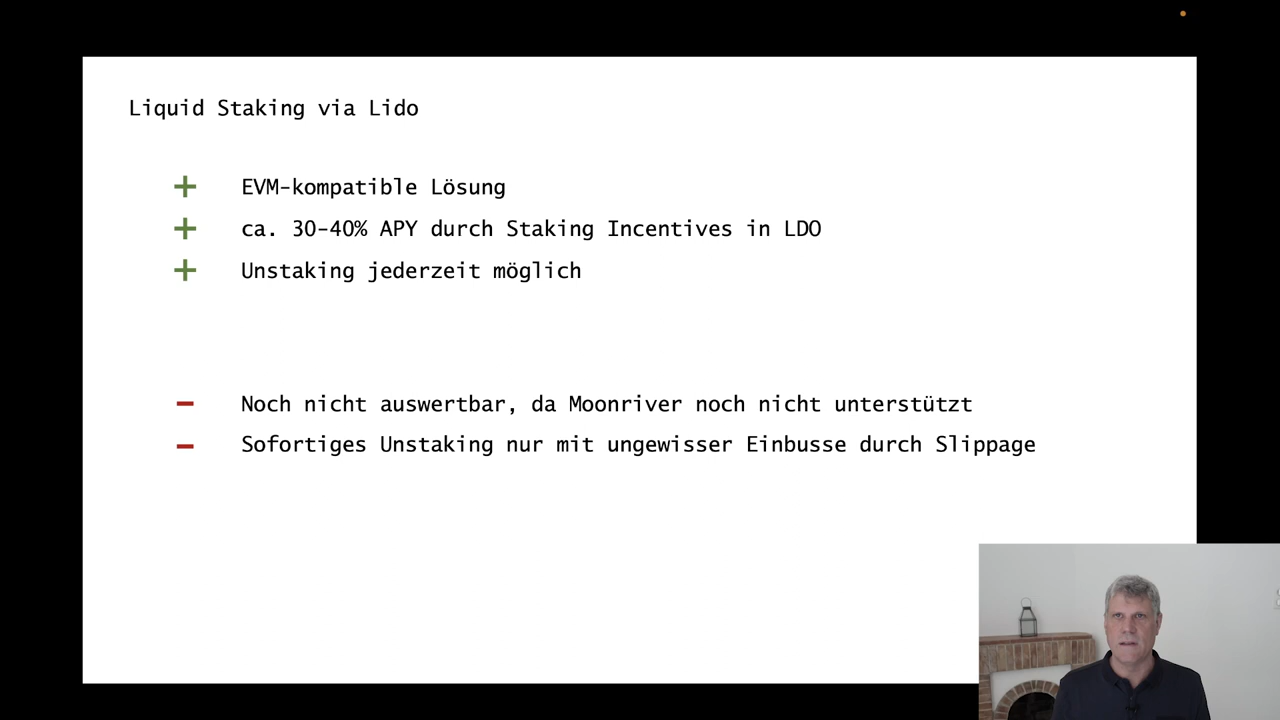 Liquid Staking via Lido
+ EVM-kompatible Lösung
+ ca. 30-40% APY durch Staking Incentives in LDO
+ Unstaking jederzeit möglich
- Noch nicht auswertbar, da Moonriver noch nicht unterstützt
- Sofortiges Unstaking nur mit ungewisser Einbusse durch Slippage